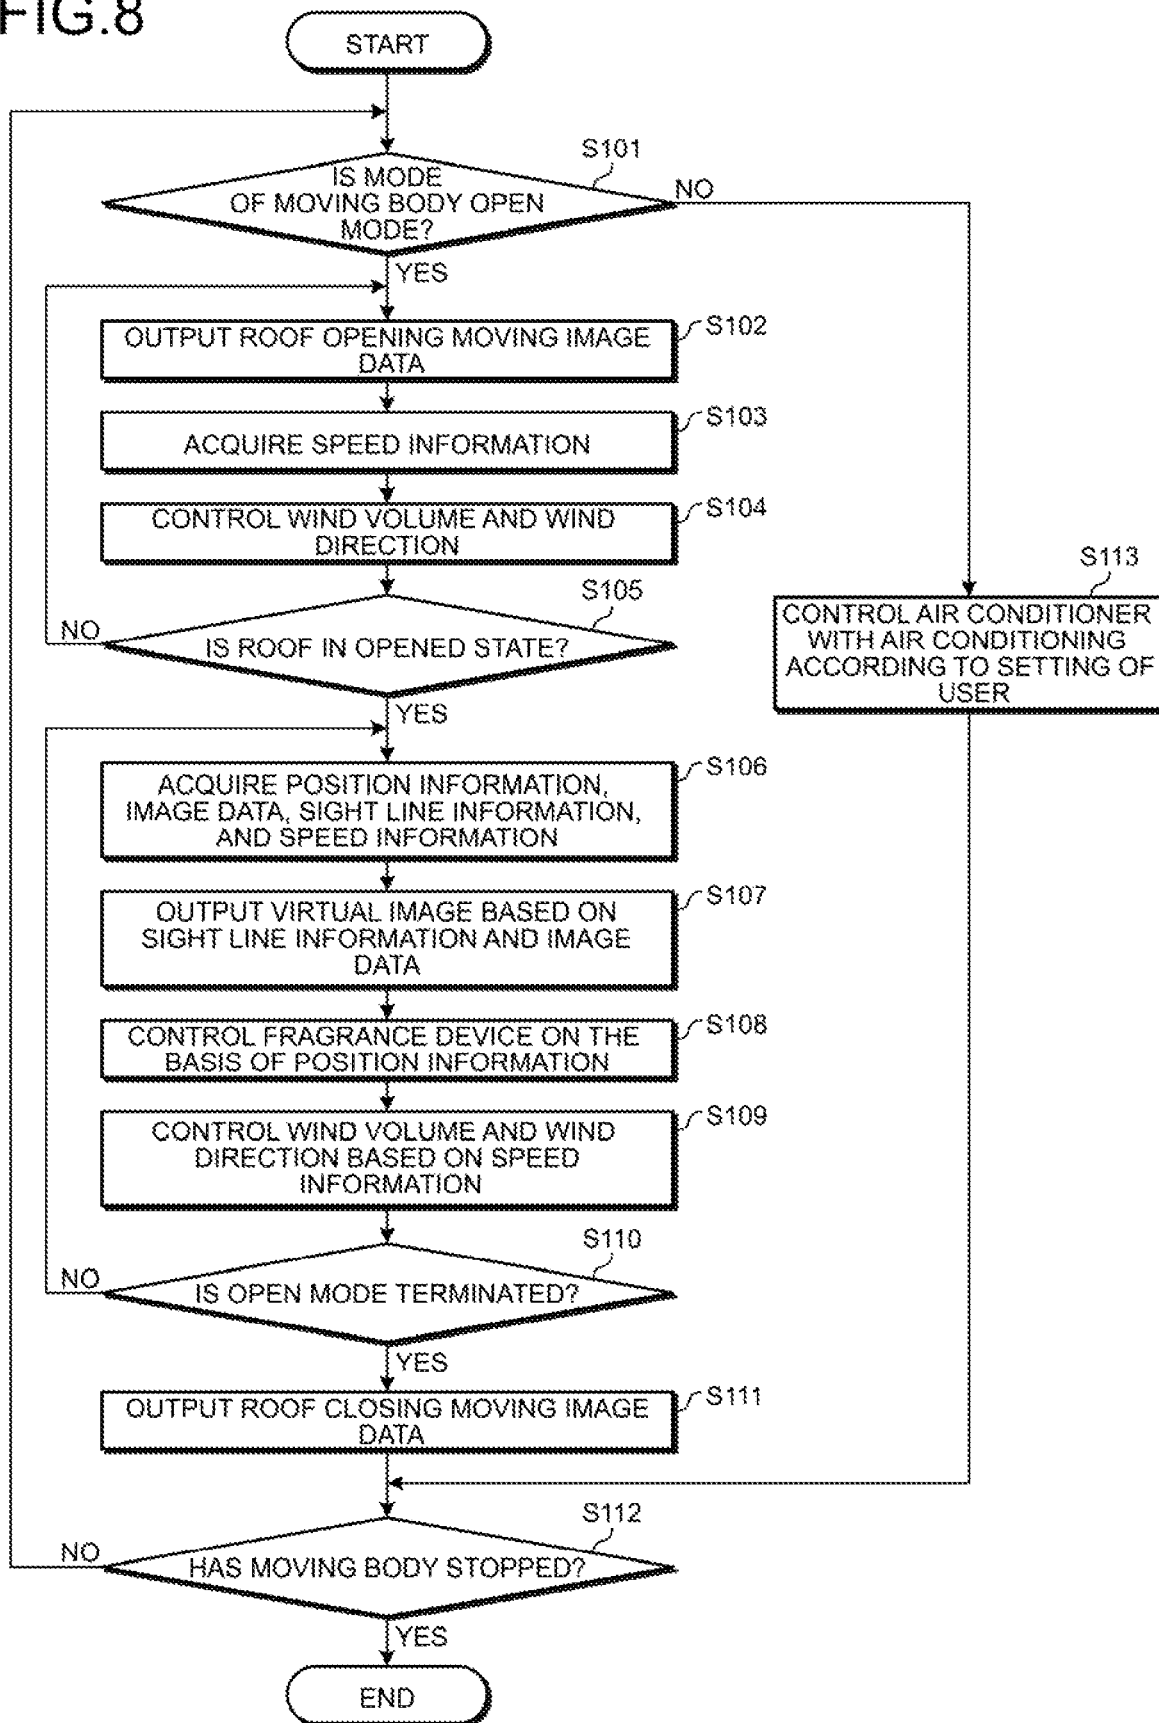 FIG.8
START
S101
IS MODE
OF MOVING BODY OPEN
MODE?
NO
YES
S102
OUTPUT ROOF OPENING MOVING IMAGE
DATA
S103
ACQUIRE SPEED INFORMATION
S104
CONTROL WIND VOLUME AND WIND
DIRECTION
S105
NO
IS ROOF IN OPENED STATE?
YES
S113
CONTROL AIR CONDITIONER
WITH AIR CONDITIONING
ACCORDING TO SETTING OF
USER
S106
ACQUIRE POSITION INFORMATION,
IMAGE DATA, SIGHT LINE INFORMATION,
AND SPEED INFORMATION
S107
OUTPUT VIRTUAL IMAGE BASED ON
SIGHT LINE INFORMATION AND IMAGE
DATA
S108
CONTROL FRAGRANCE DEVICE ON THE
BASIS OF POSITION INFORMATION
S109
CONTROL WIND VOLUME AND WIND
DIRECTION BASED ON SPEED
INFORMATION
S110
NO
IS OPEN MODE TERMINATED?
YES
S111
OUTPUT ROOF CLOSING MOVING IMAGE
DATA
S112
NO
HAS MOVING BODY STOPPED?
YES
END